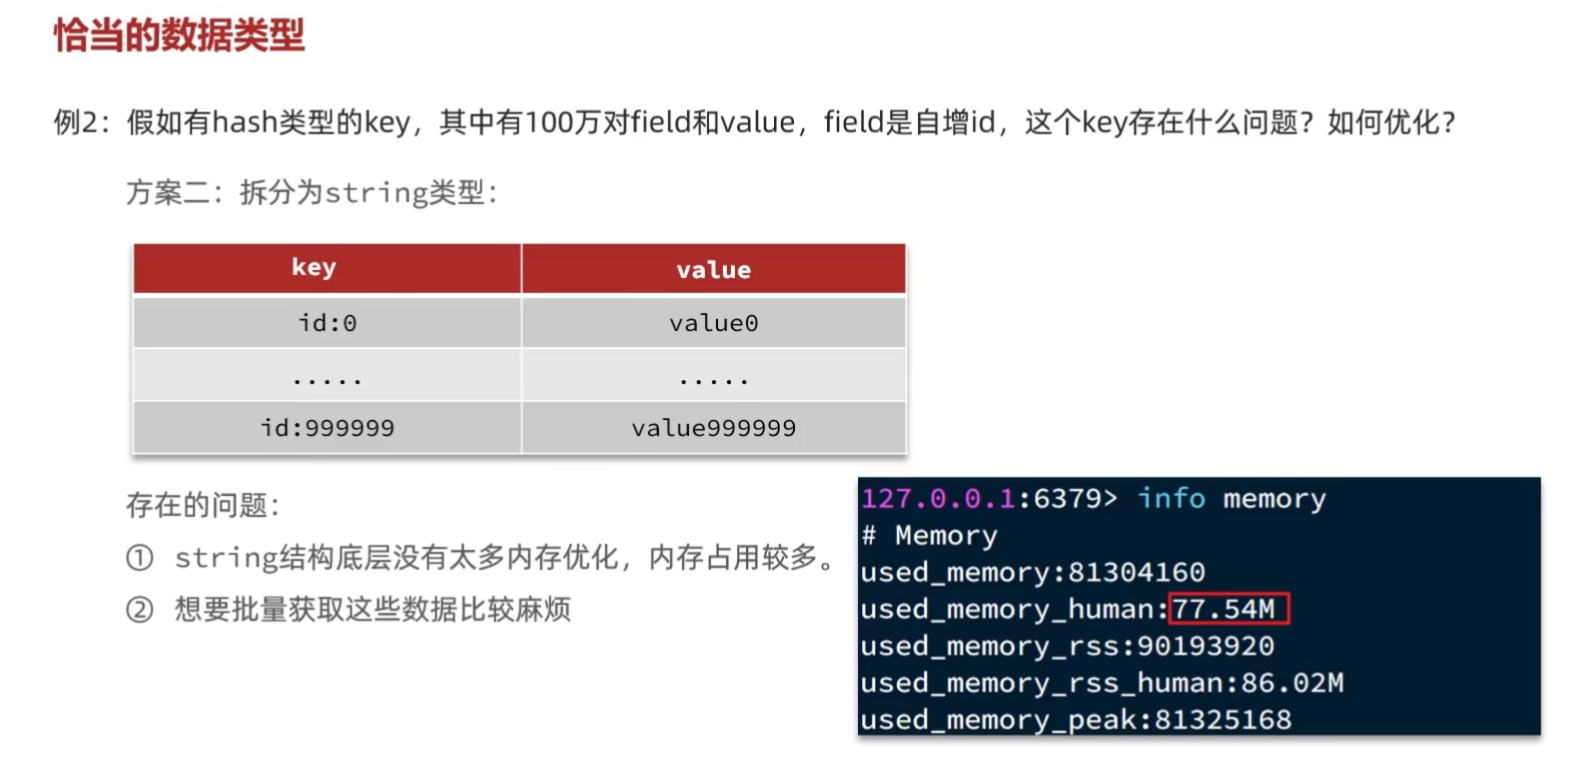 恰当的数据类型
例2：假如有hash类型的key，其中有100万对field和value，field是自增id，这个key存在什么问题？如何优化？
方案二：拆分为string类型：
key value
id:0 value0
..... .....
id:999999 value999999
存在的问题：
① string结构底层没有太多内存优化，内存占用较多。
② 想要批量获取这些数据比较麻烦
127.0.0.1:6379> info memory
# Memory
used_memory:81304160
used_memory_human:77.54M
used_memory_rss:90193920
used_memory_rss_human:86.02M
used_memory_peak:81325168